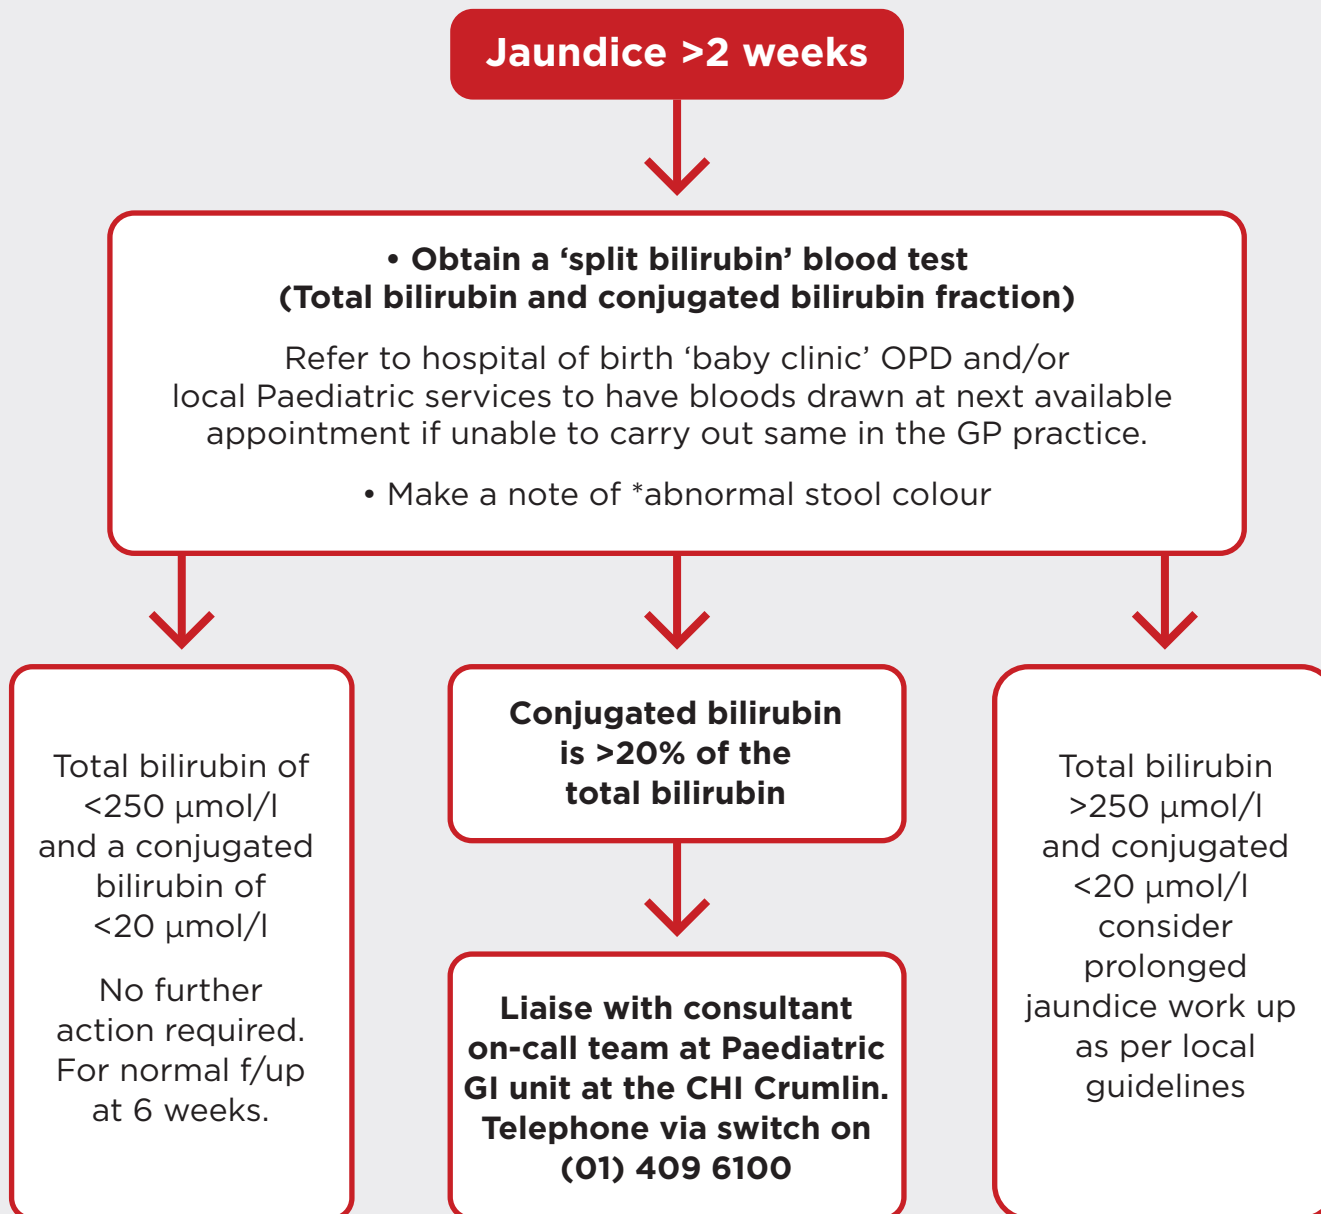 Jaundice >2 weeks
• Obtain a ‘split bilirubin’ blood test
(Total bilirubin and conjugated bilirubin fraction)
Refer to hospital of birth ‘baby clinic’ OPD and/or
local Paediatric services to have bloods drawn at next available
appointment if unable to carry out same in the GP practice.
• Make a note of *abnormal stool colour
Total bilirubin of
<250 µmol/l
and a conjugated
bilirubin of
<20 µmol/l
No further
action required.
For normal f/up
at 6 weeks.
Conjugated bilirubin
is >20% of the
total bilirubin
Liaise with consultant
on-call team at Paediatric
GI unit at the CHI Crumlin.
Telephone via switch on
(01) 409 6100
Total bilirubin
>250 µmol/l
and conjugated
<20 µmol/l
consider
prolonged
jaundice work up
as per local
guidelines